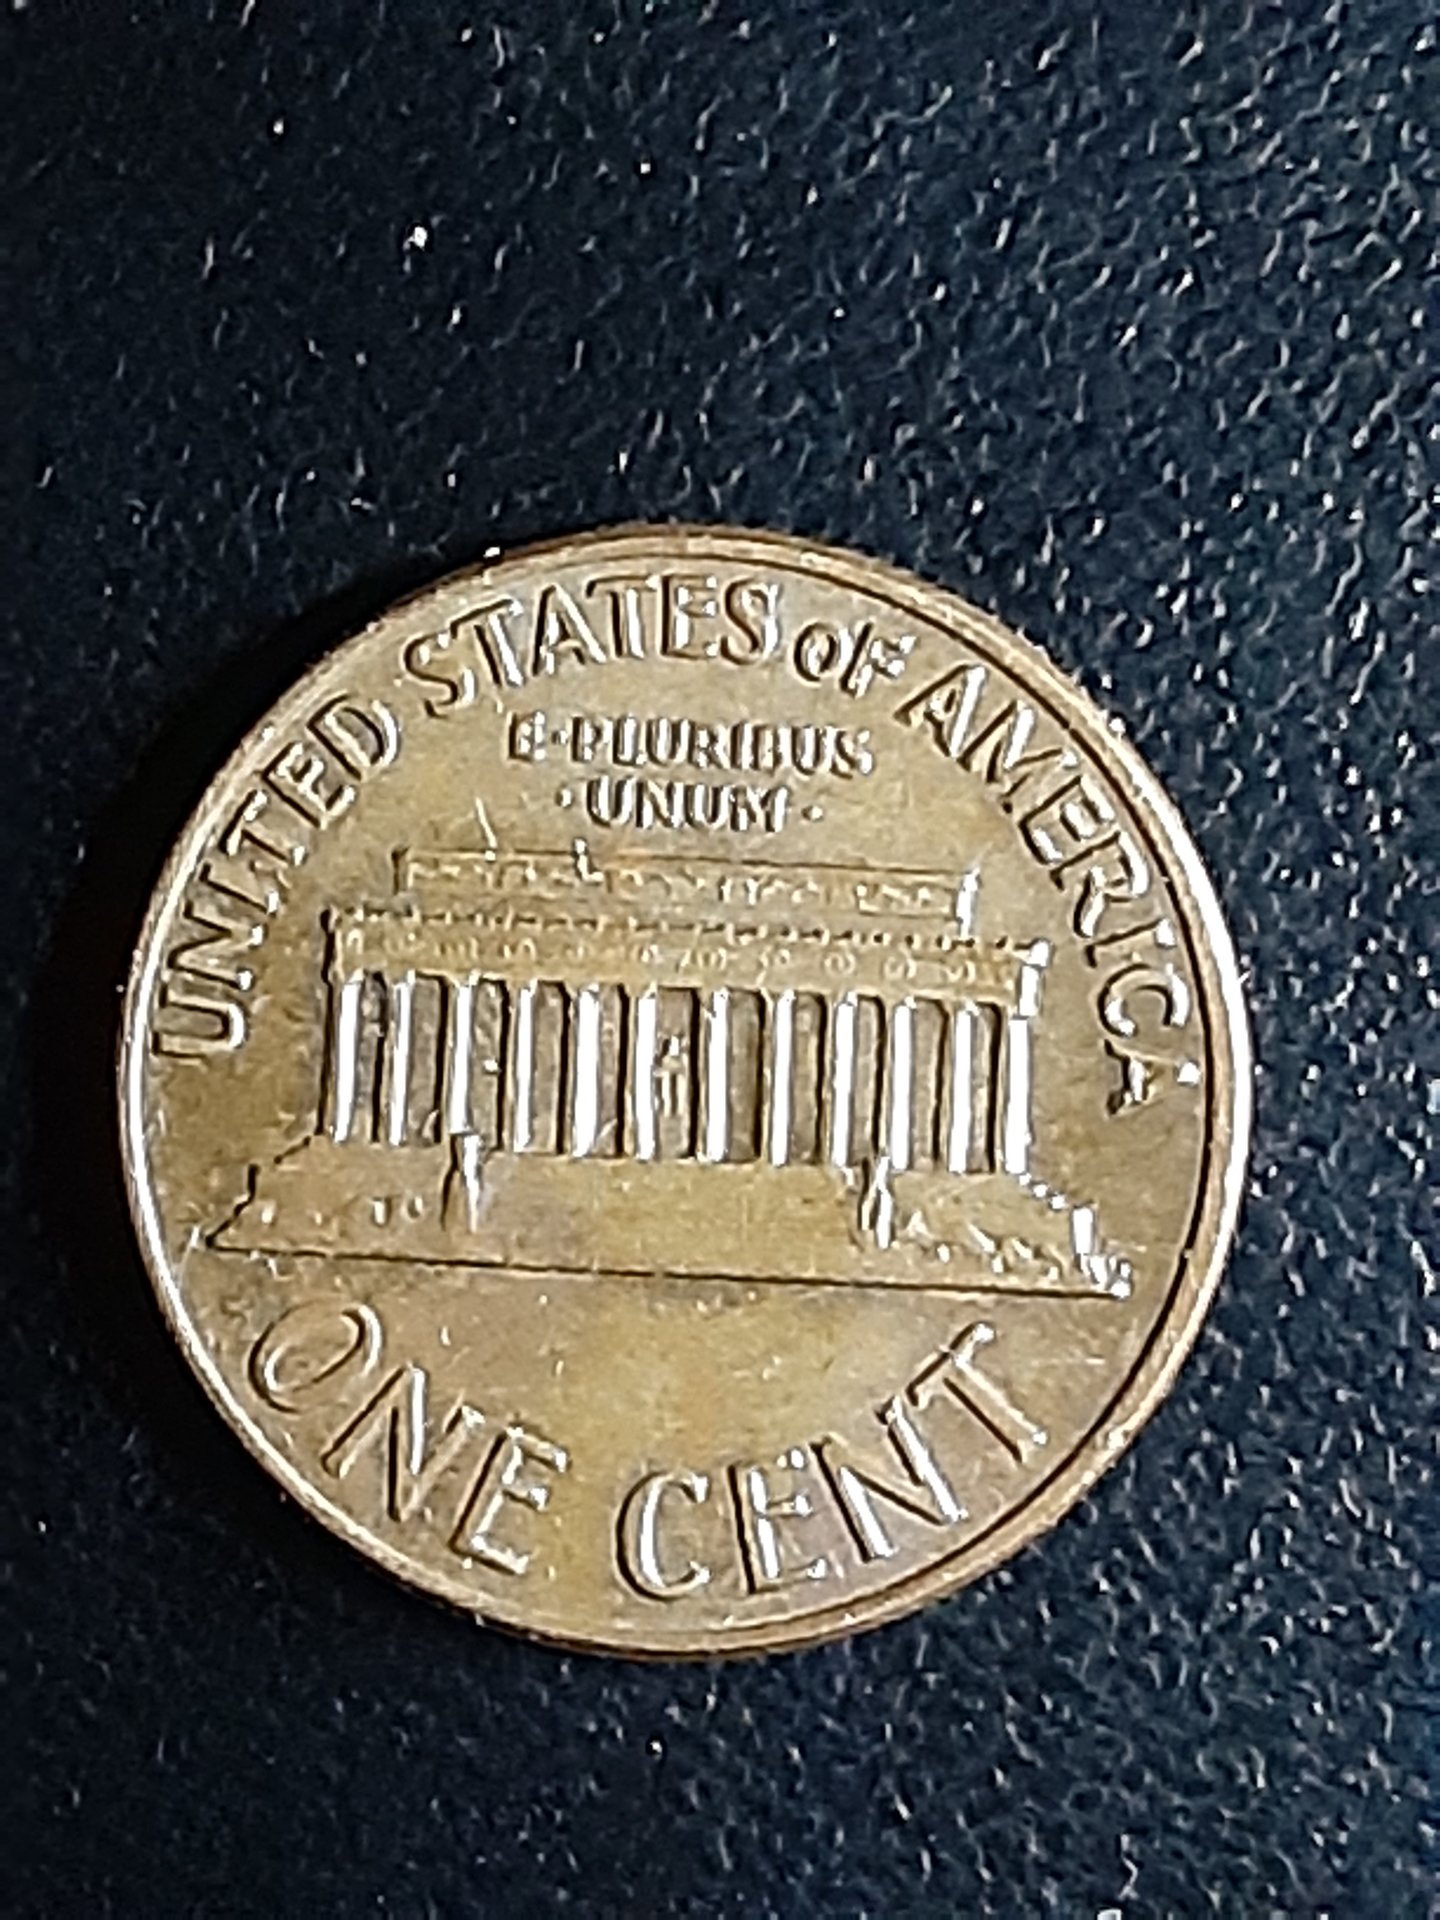 UNITED STATES OF AMERICA
E·PLURIBUS
·UNUM·
ONE CENT